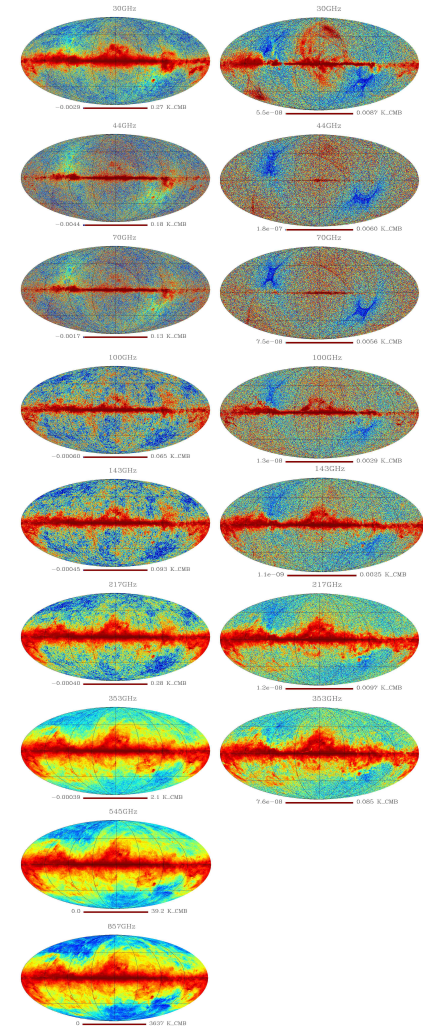 30GHz 30GHz
−0.0029 0.27 K_CMB 5.5e−08 0.0087 K_CMB
44GHz 44GHz
−0.0044 0.18 K_CMB 1.8e−07 0.0060 K_CMB
70GHz 70GHz
−0.0017 0.13 K_CMB 7.5e−08 0.0056 K_CMB
100GHz 100GHz
−0.00060 0.065 K_CMB 1.3e−08 0.0029 K_CMB
143GHz 143GHz
−0.00045 0.093 K_CMB 1.1e−09 0.0025 K_CMB
217GHz 217GHz
−0.00040 0.28 K_CMB 1.2e−08 0.0097 K_CMB
353GHz 353GHz
−0.00039 2.1 K_CMB 7.6e−08 0.085 K_CMB
545GHz
0.0 39.2 K_CMB
857GHz
0 3637 K_CMB